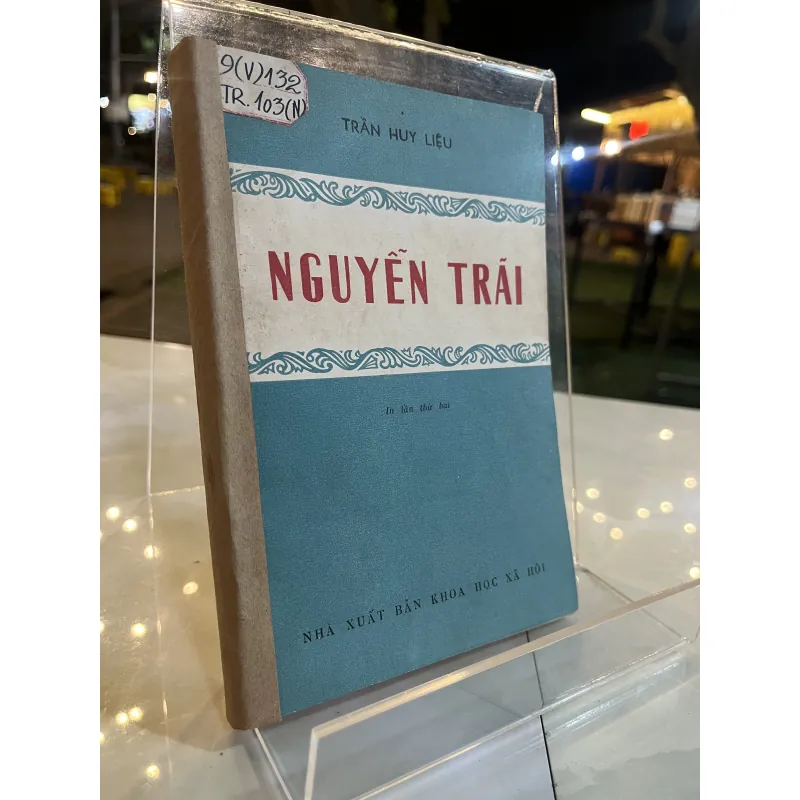 9(V)132
TR.103(N)
TRẦN HUY LIỆU
NGUYỄN TRÃI
In lần thứ hai
NHÀ XUẤT BẢN KHOA HỌC XÃ HỘI